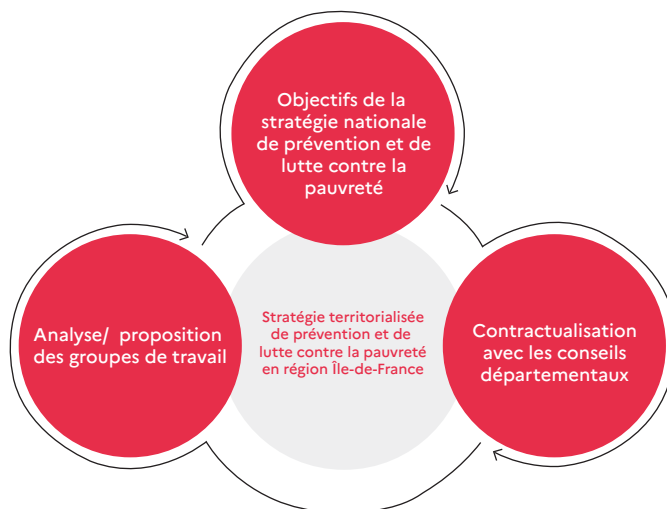 Objectifs de la
stratégie nationale
de prévention et de
lutte contre la
pauvreté
Analyse/ proposition
des groupes de travail
Stratégie territorialisée
de prévention et de
lutte contre la pauvreté
en région Île-de-France
Contractualisation
avec les conseils
départementaux